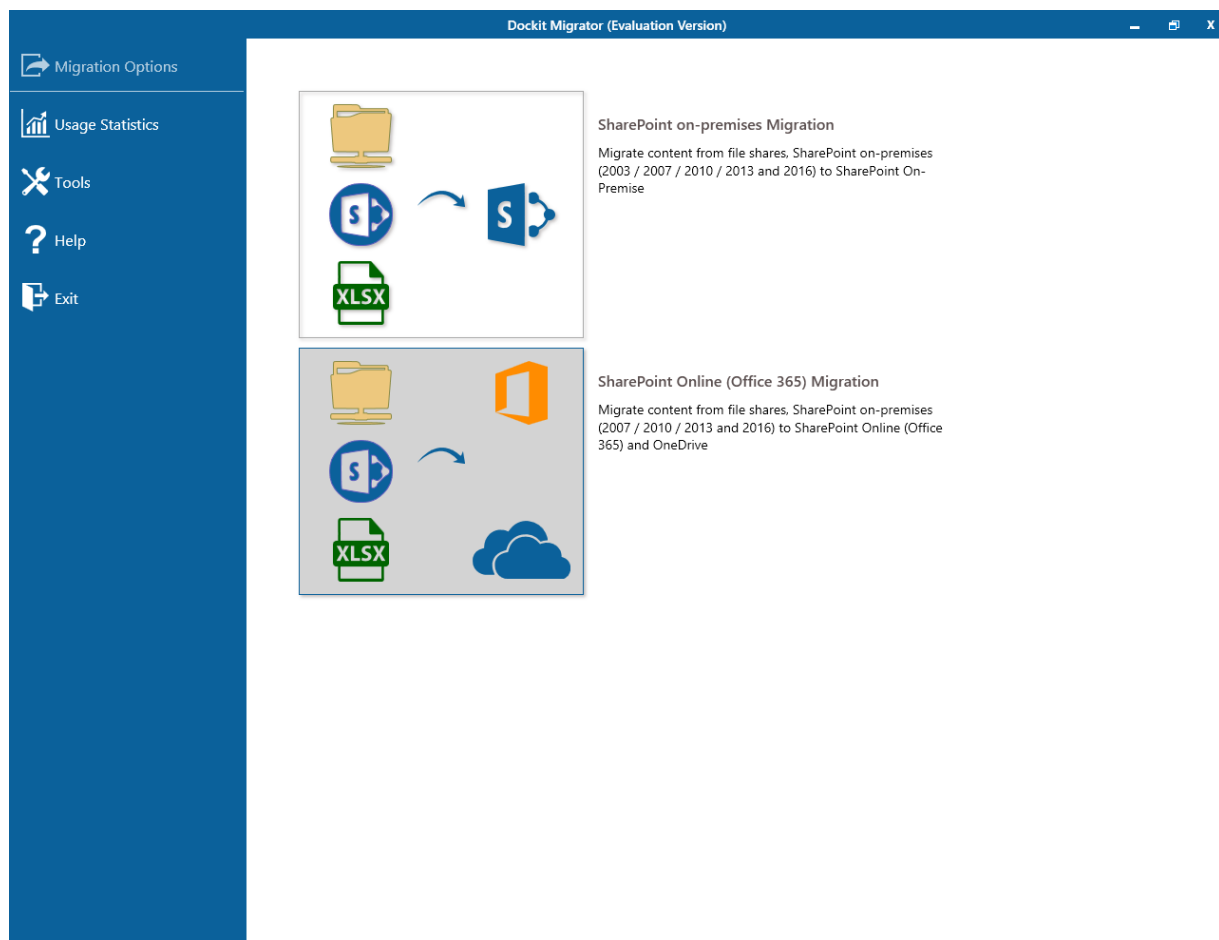 Dockit Migrator (Evaluation Version)
X
Migration Options
Usage Statistics
Tools
Help
Exit
S
S
XLSX
SharePoint on-premises Migration
Migrate content from file shares, SharePoint on-premises
(2003 / 2007 / 2010 / 2013 and 2016) to SharePoint On-
Premise
S
XLSX
SharePoint Online (Office 365) Migration
Migrate content from file shares, SharePoint on-premises
(2007 / 2010 / 2013 and 2016) to SharePoint Online (Office
365) and OneDrive